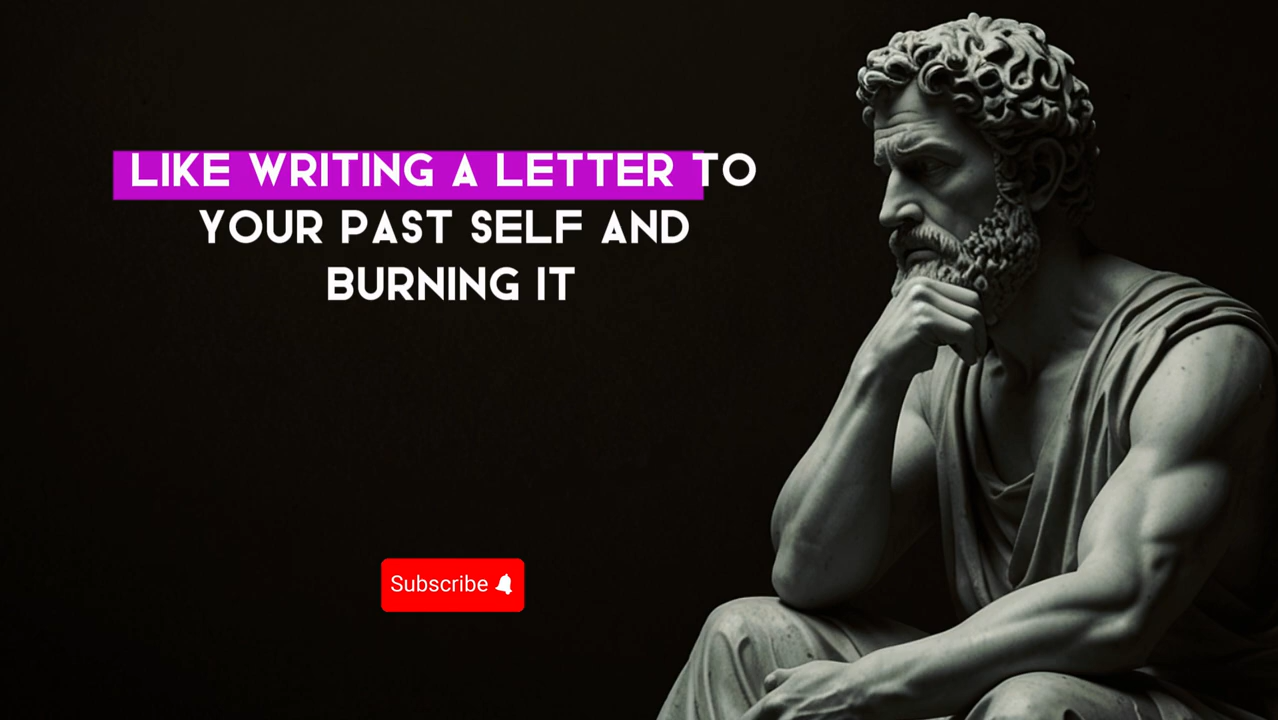 LIKE WRITING A LETTER TO
YOUR PAST SELF AND
BURNING IT
Subscribe